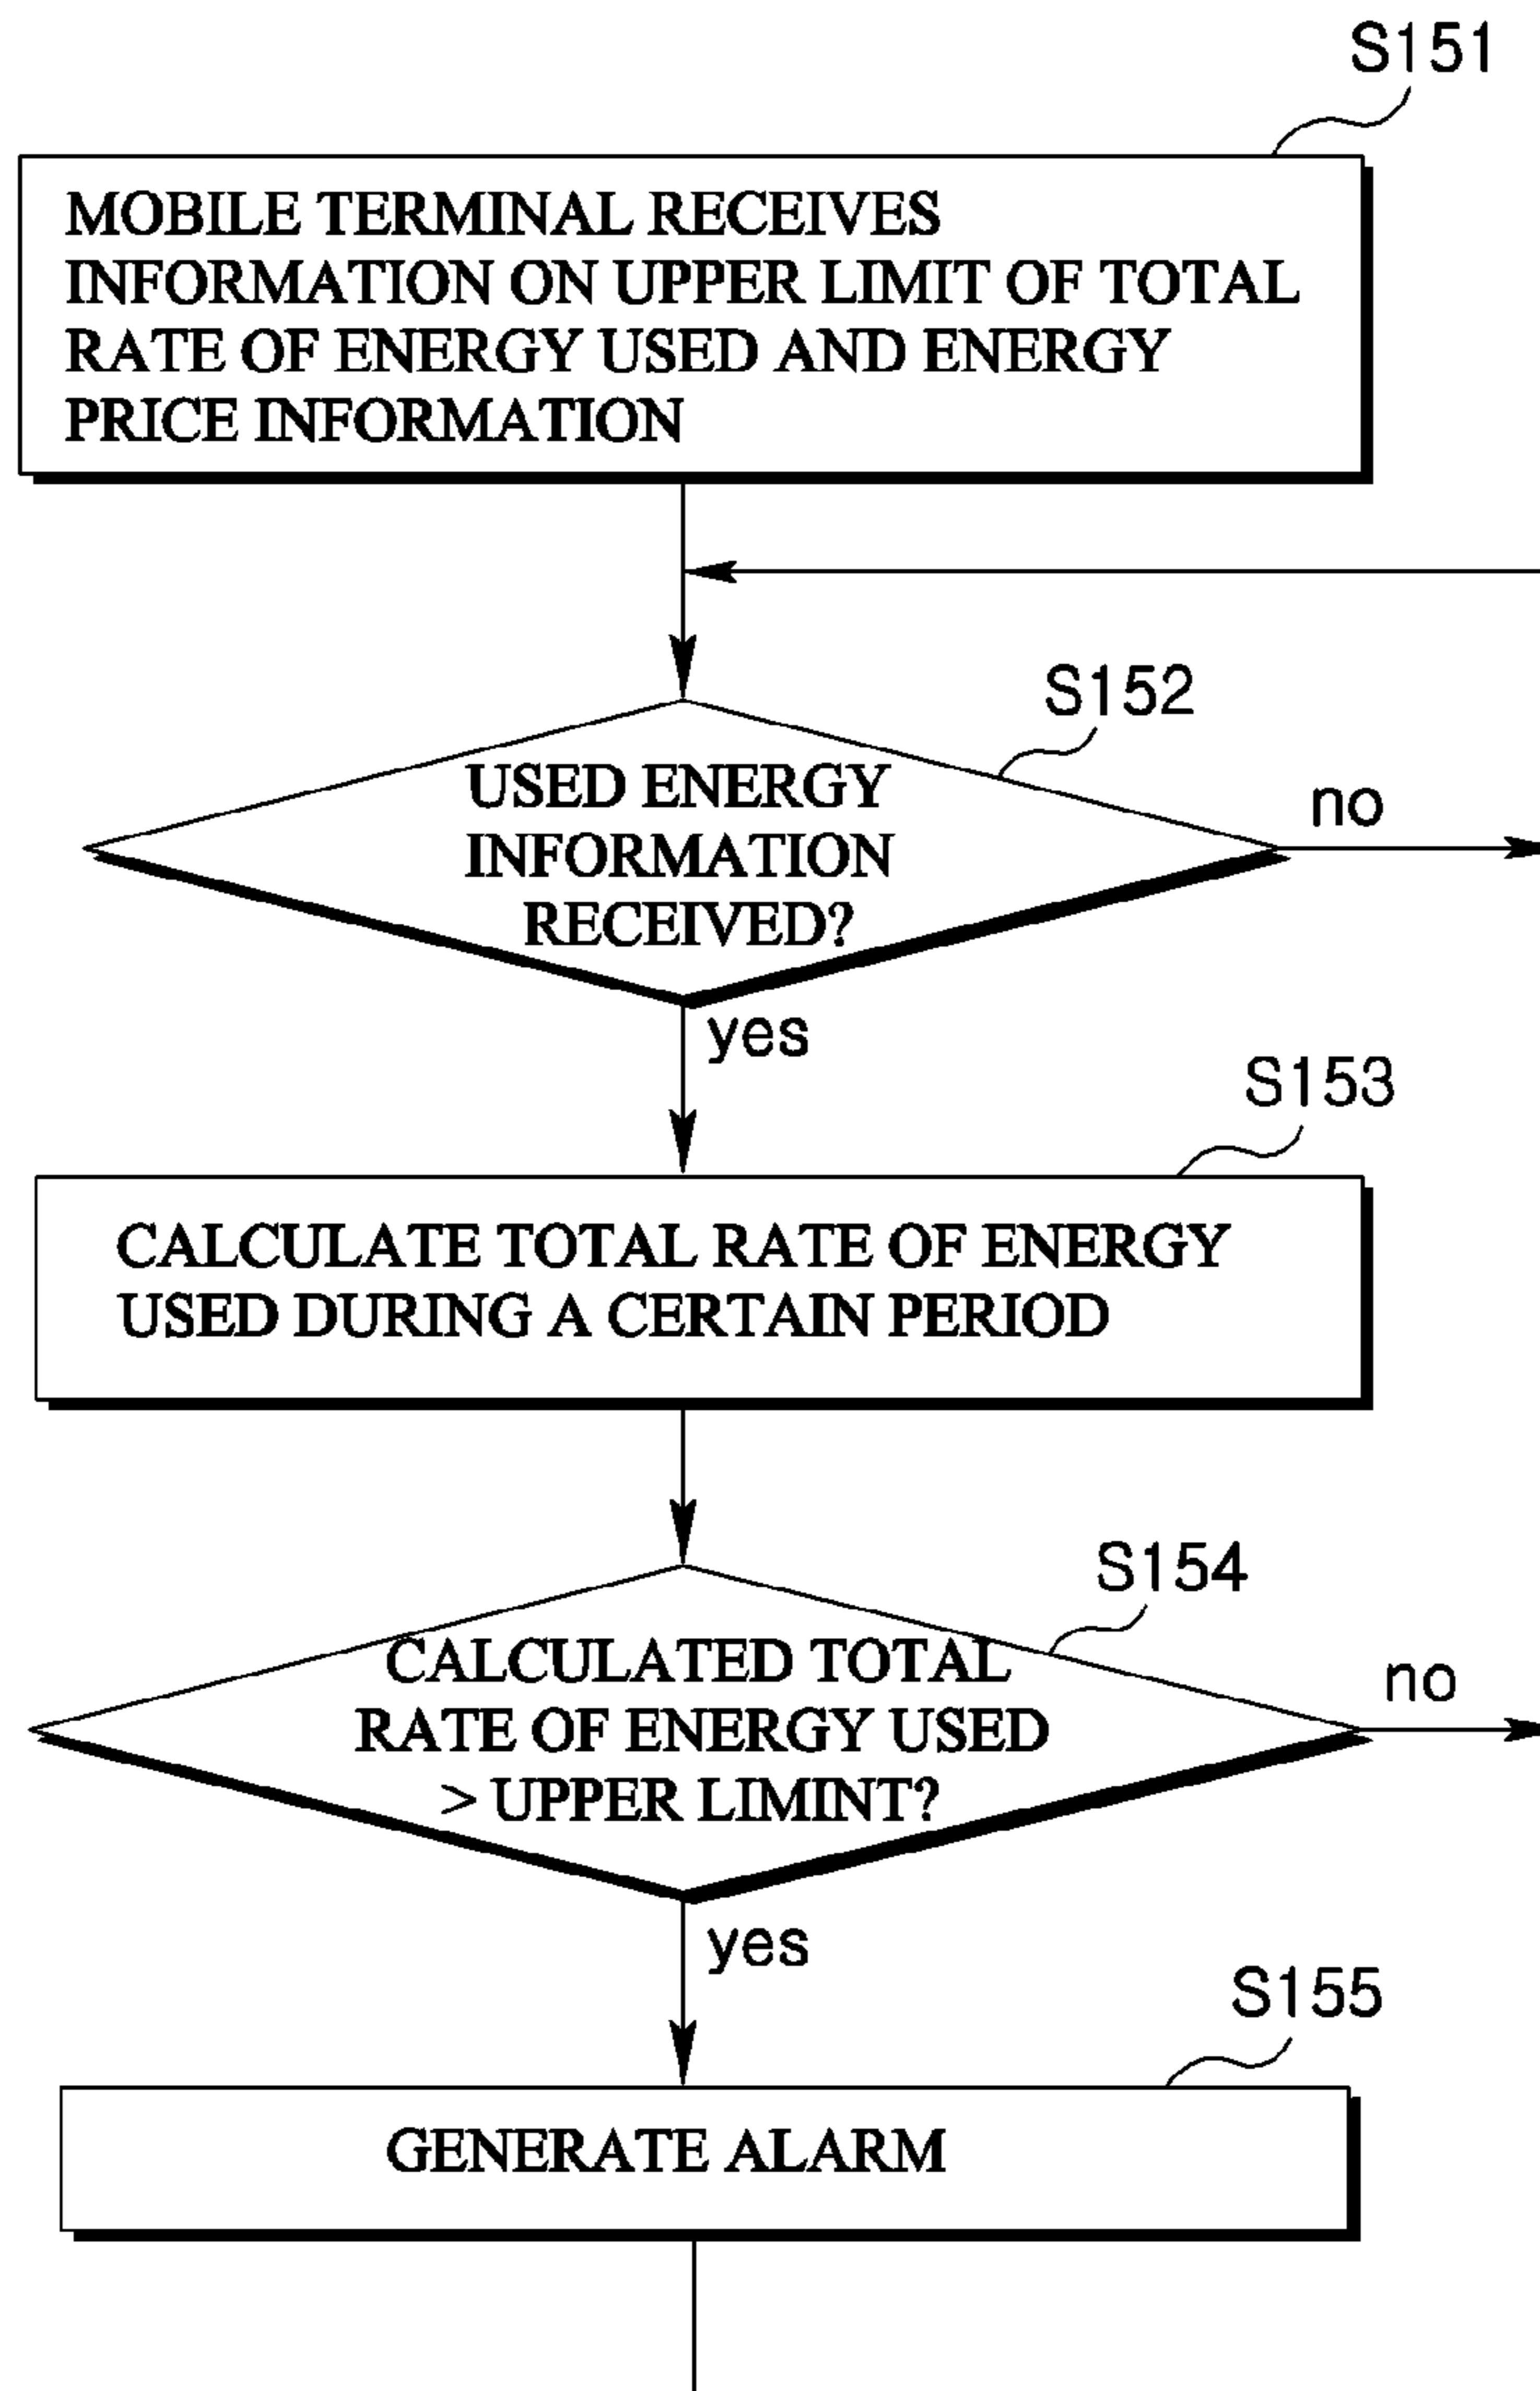 S151
MOBILE TERMINAL RECEIVES
INFORMATION ON UPPER LIMIT OF TOTAL
RATE OF ENERGY USED AND ENERGY
PRICE INFORMATION
S152
USED ENERGY
INFORMATION
RECEIVED?
no
yes
S153
CALCULATE TOTAL RATE OF ENERGY
USED DURING A CERTAIN PERIOD
S154
CALCULATED TOTAL
RATE OF ENERGY USED
> UPPER LIMINT?
no
yes
S155
GENERATE ALARM